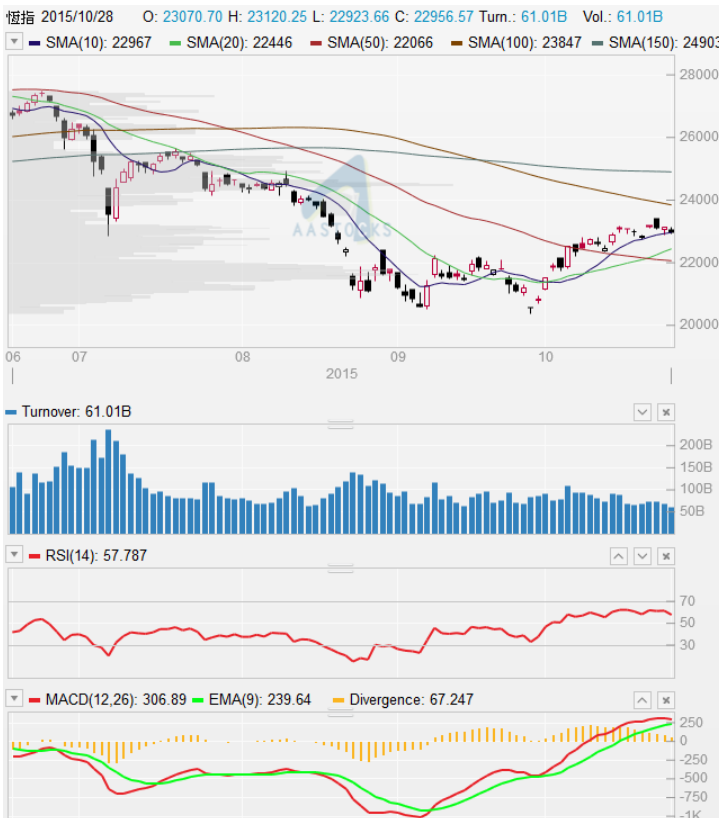 恆指 2015/10/28 O: 23070.70 H: 23120.25 L: 22923.66 C: 22956.57 Turn.: 61.01B Vol.: 61.01B
SMA(10): 22967 SMA(20): 22446 SMA(50): 22066 SMA(100): 23847 SMA(150): 24903
28000
26000
24000
AASTOCKS
22000
20000
06 07 08 09 10
2015
Turnover: 61.01B
200B
150B
100B
50B
RSI(14): 57.787
70
50
30
MACD(12,26): 306.89 EMA(9): 239.64 Divergence: 67.247
250
0
-250
-500
-750
-1K